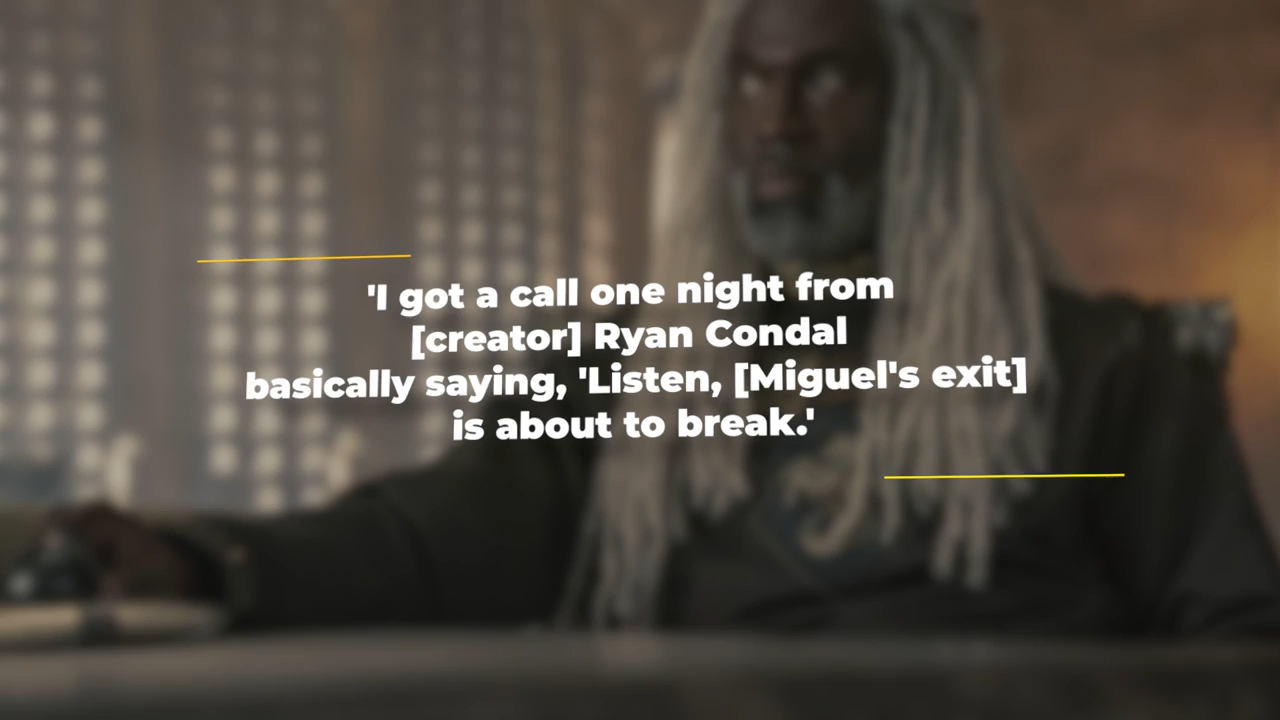 'I got a call one night from
[creator] Ryan Condal
basically saying, 'Listen, [Miguel's exit]
is about to break.'